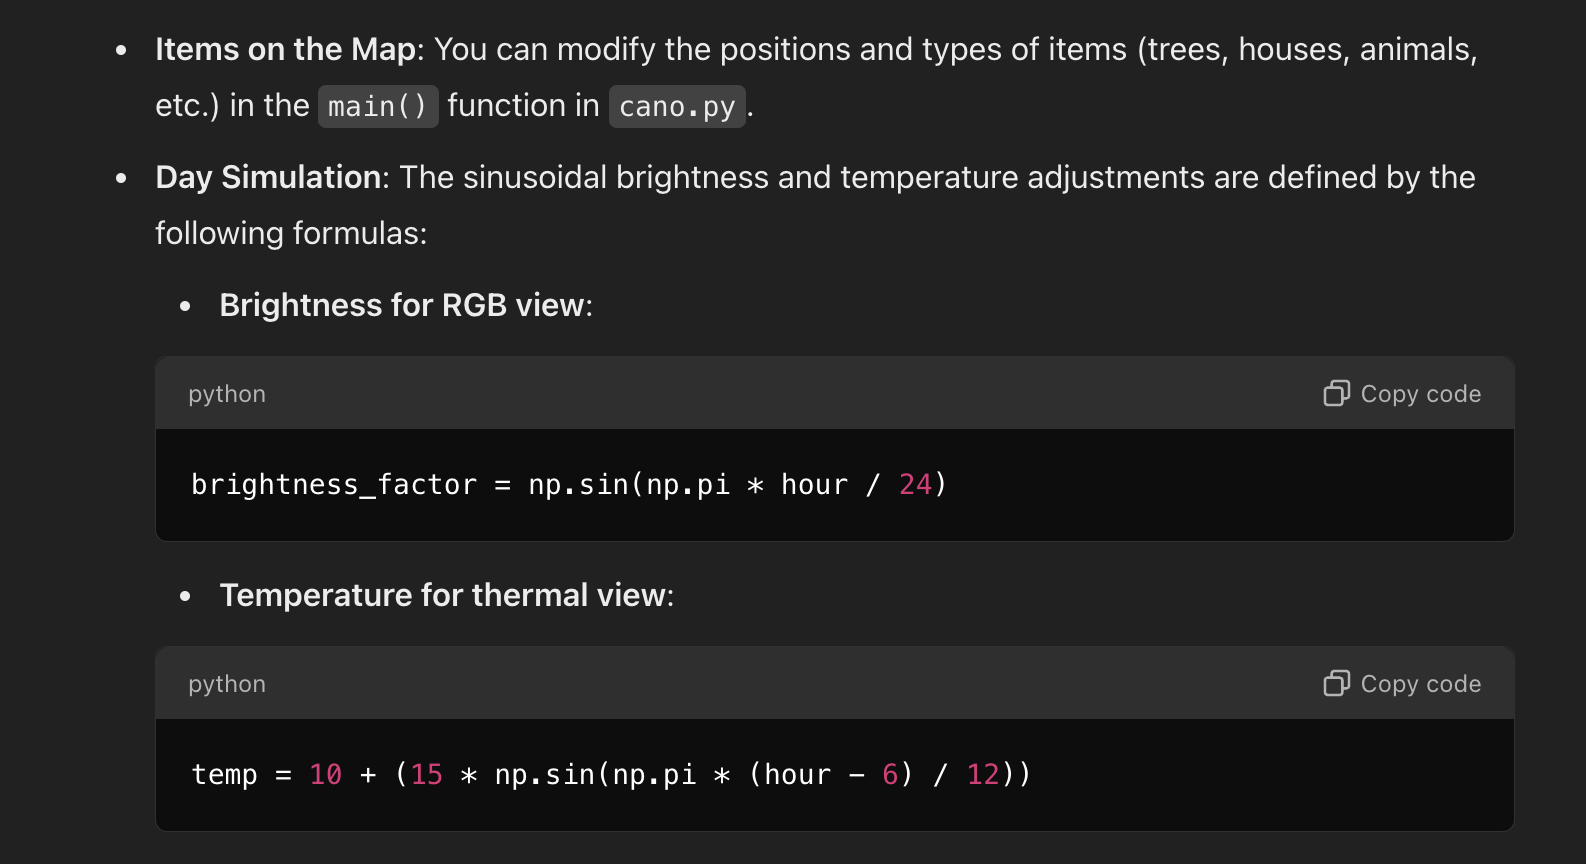 • Items on the Map: You can modify the positions and types of items (trees, houses, animals,
etc.) in the main() function in cano.py.
• Day Simulation: The sinusoidal brightness and temperature adjustments are defined by the
following formulas:
• Brightness for RGB view:
python Copy code
brightness_factor = np.sin(np.pi * hour / 24)
• Temperature for thermal view:
python Copy code
temp = 10 + (15 * np.sin(np.pi * (hour - 6) / 12))